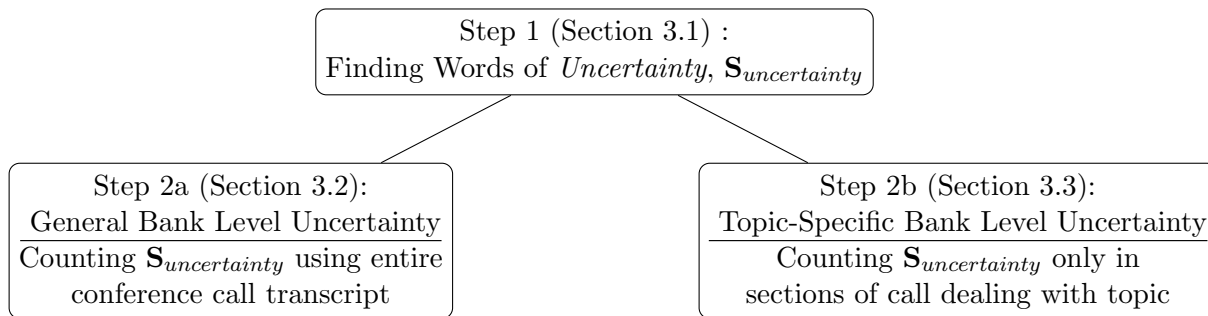 Step 1 (Section 3.1) :
Finding Words of Uncertainty, S_uncertainty
Step 2a (Section 3.2):
General Bank Level Uncertainty
Counting S_uncertainty using entire
conference call transcript
Step 2b (Section 3.3):
Topic-Specific Bank Level Uncertainty
Counting S_uncertainty only in
sections of call dealing with topic